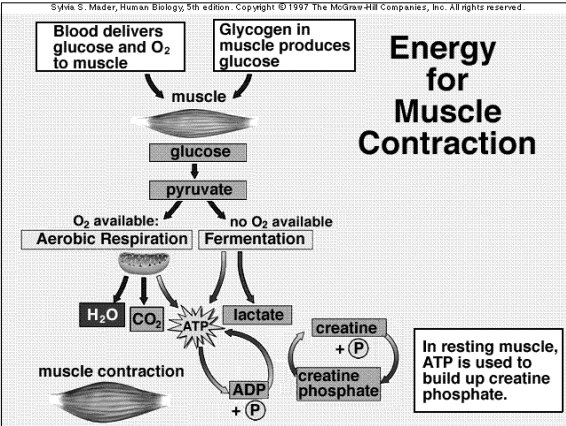 Sylvia S. Mader, Human Biology, 5th edition. Copyright © 1997 The McGraw-Hill Companies, Inc. All rights reserved.
Blood delivers
glucose and O₂
to muscle
Glycogen in
muscle produces
glucose
Energy
for
Muscle
Contraction
muscle
glucose
pyruvate
O₂ available:
no O₂ available
Aerobic Respiration
Fermentation
H₂O
CO₂
ATP
lactate
creatine
+ P
creatine
phosphate
In resting muscle,
ATP is used to
build up creatine
phosphate.
muscle contraction
ADP
+ P